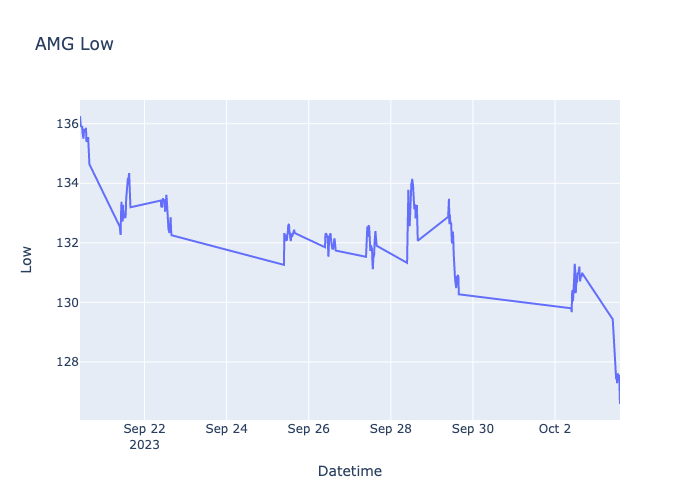 AMG Low
136
134
132
130
128
Low
Sep 22
2023
Sep 24
Sep 26
Sep 28
Sep 30
Oct 2
Datetime